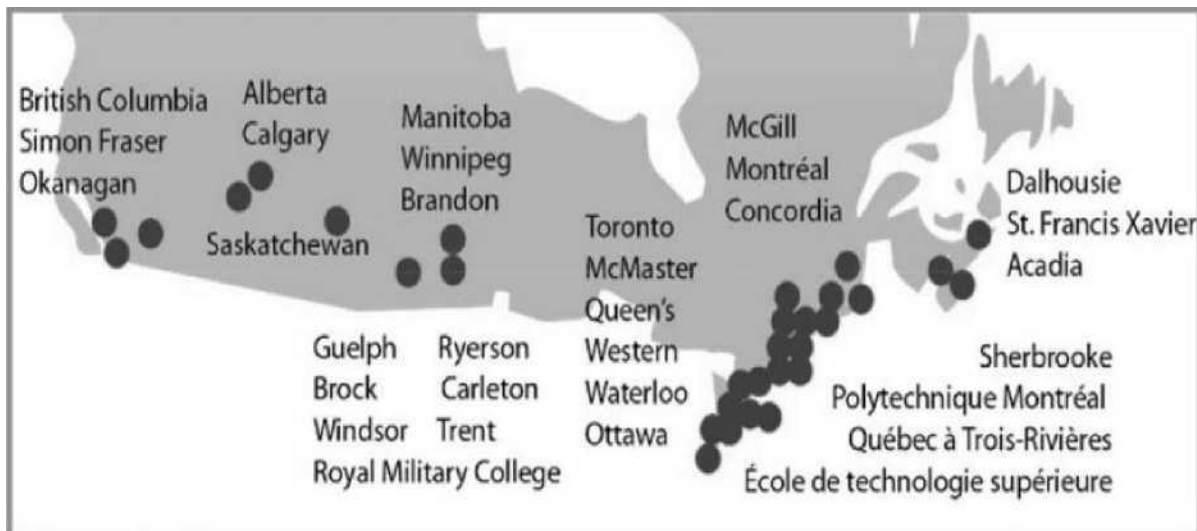 British Columbia
Simon Fraser
Okanagan
Alberta
Calgary
Saskatchewan
Manitoba
Winnipeg
Brandon
Toronto
McMaster
Queen's
Western
Waterloo
Ottawa
McGill
Montréal
Concordia
Dalhousie
St. Francis Xavier
Acadia
Guelph Ryerson
Brock Carleton
Windsor Trent
Royal Military College
Sherbrooke
Polytechnique Montréal
Québec à Trois-Rivières
École de technologie supérieure